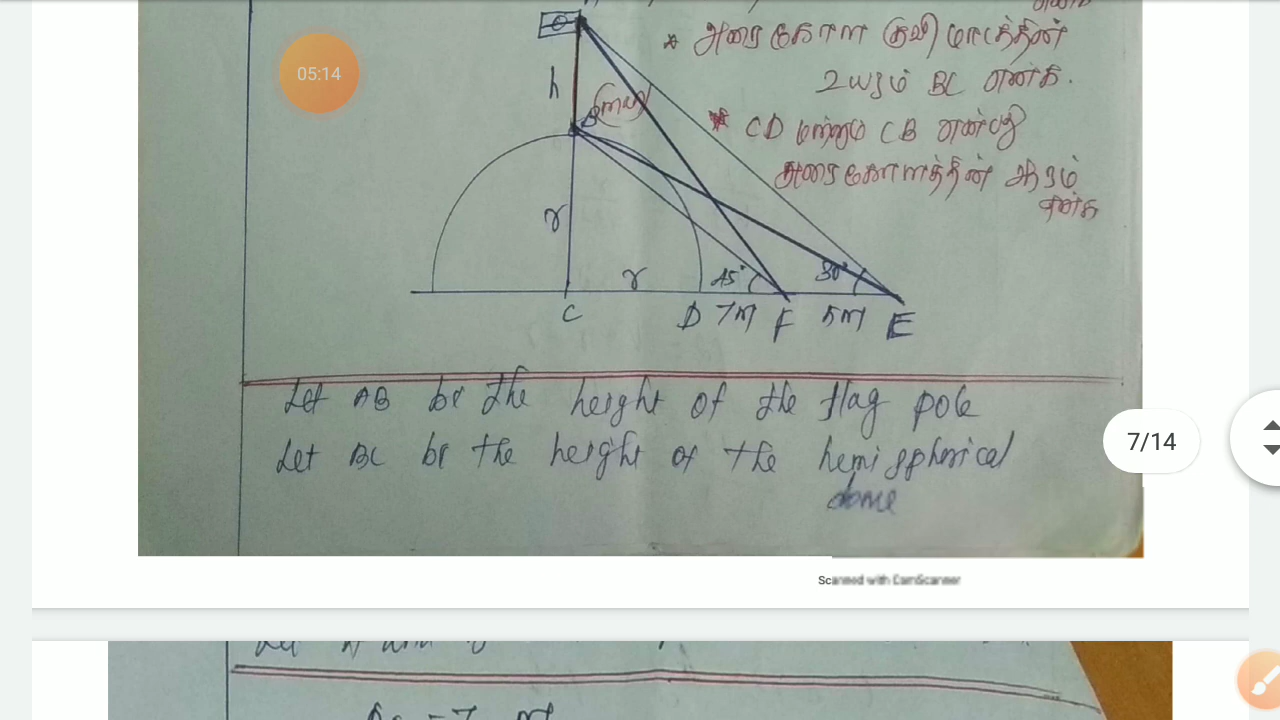 05:14
h
B
r
r
45°
30°
C
D 7m F 5m E
* அரைகோள குவி மாடத்தின்
உயரம் BC என்க.
* CD மற்றும் CB என்பது
அரைகோளத்தின் ஆரம்
என்க
Let AB be the height of the flag pole
Let BC be the height of the hemispherical
dome
7/14
Scanned with CamScanner